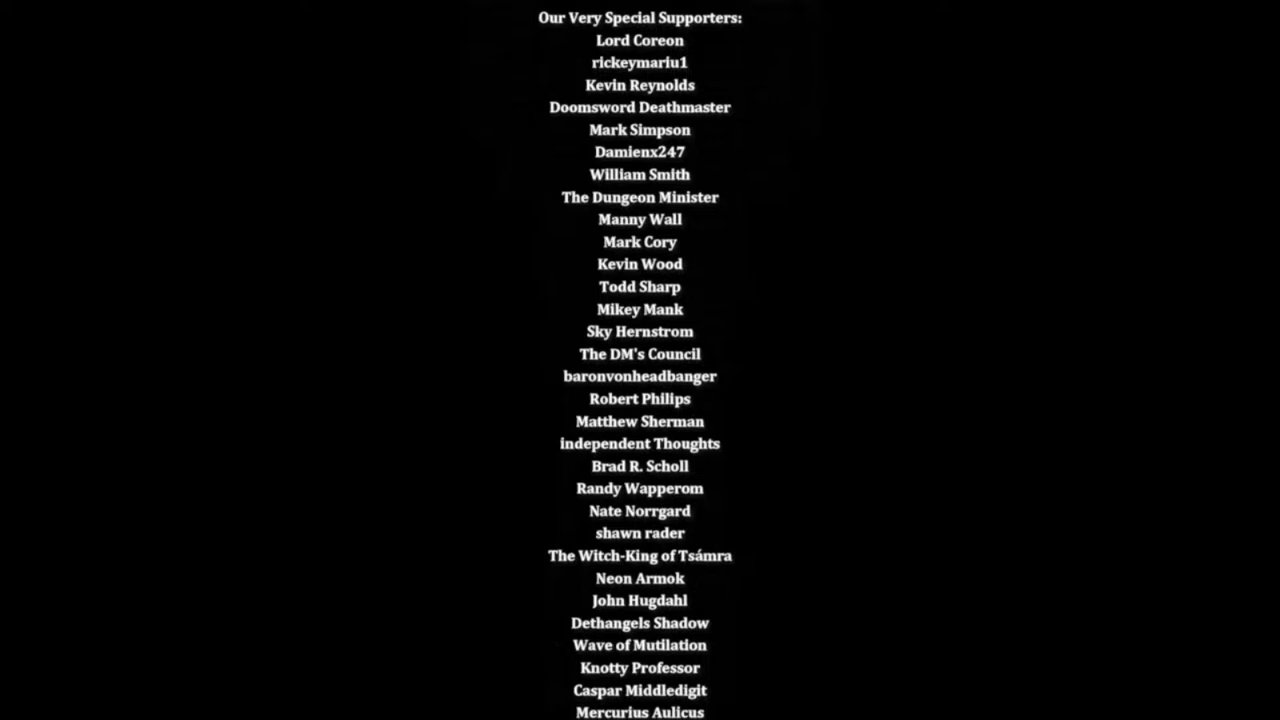 Our Very Special Supporters:
Lord Coreon
rickeymariu1
Kevin Reynolds
Doomsword Deathmaster
Mark Simpson
Damienx247
William Smith
The Dungeon Minister
Manny Wall
Mark Cory
Kevin Wood
Todd Sharp
Mikey Mank
Sky Hernstrom
The DM's Council
baronvonheadbanger
Robert Philips
Matthew Sherman
independent Thoughts
Brad R. Scholl
Randy Wapperom
Nate Norrgard
shawn rader
The Witch-King of Tsámra
Neon Armok
John Hugdahl
Dethangels Shadow
Wave of Mutilation
Knotty Professor
Caspar Middledigit
Mercurius Aulicus